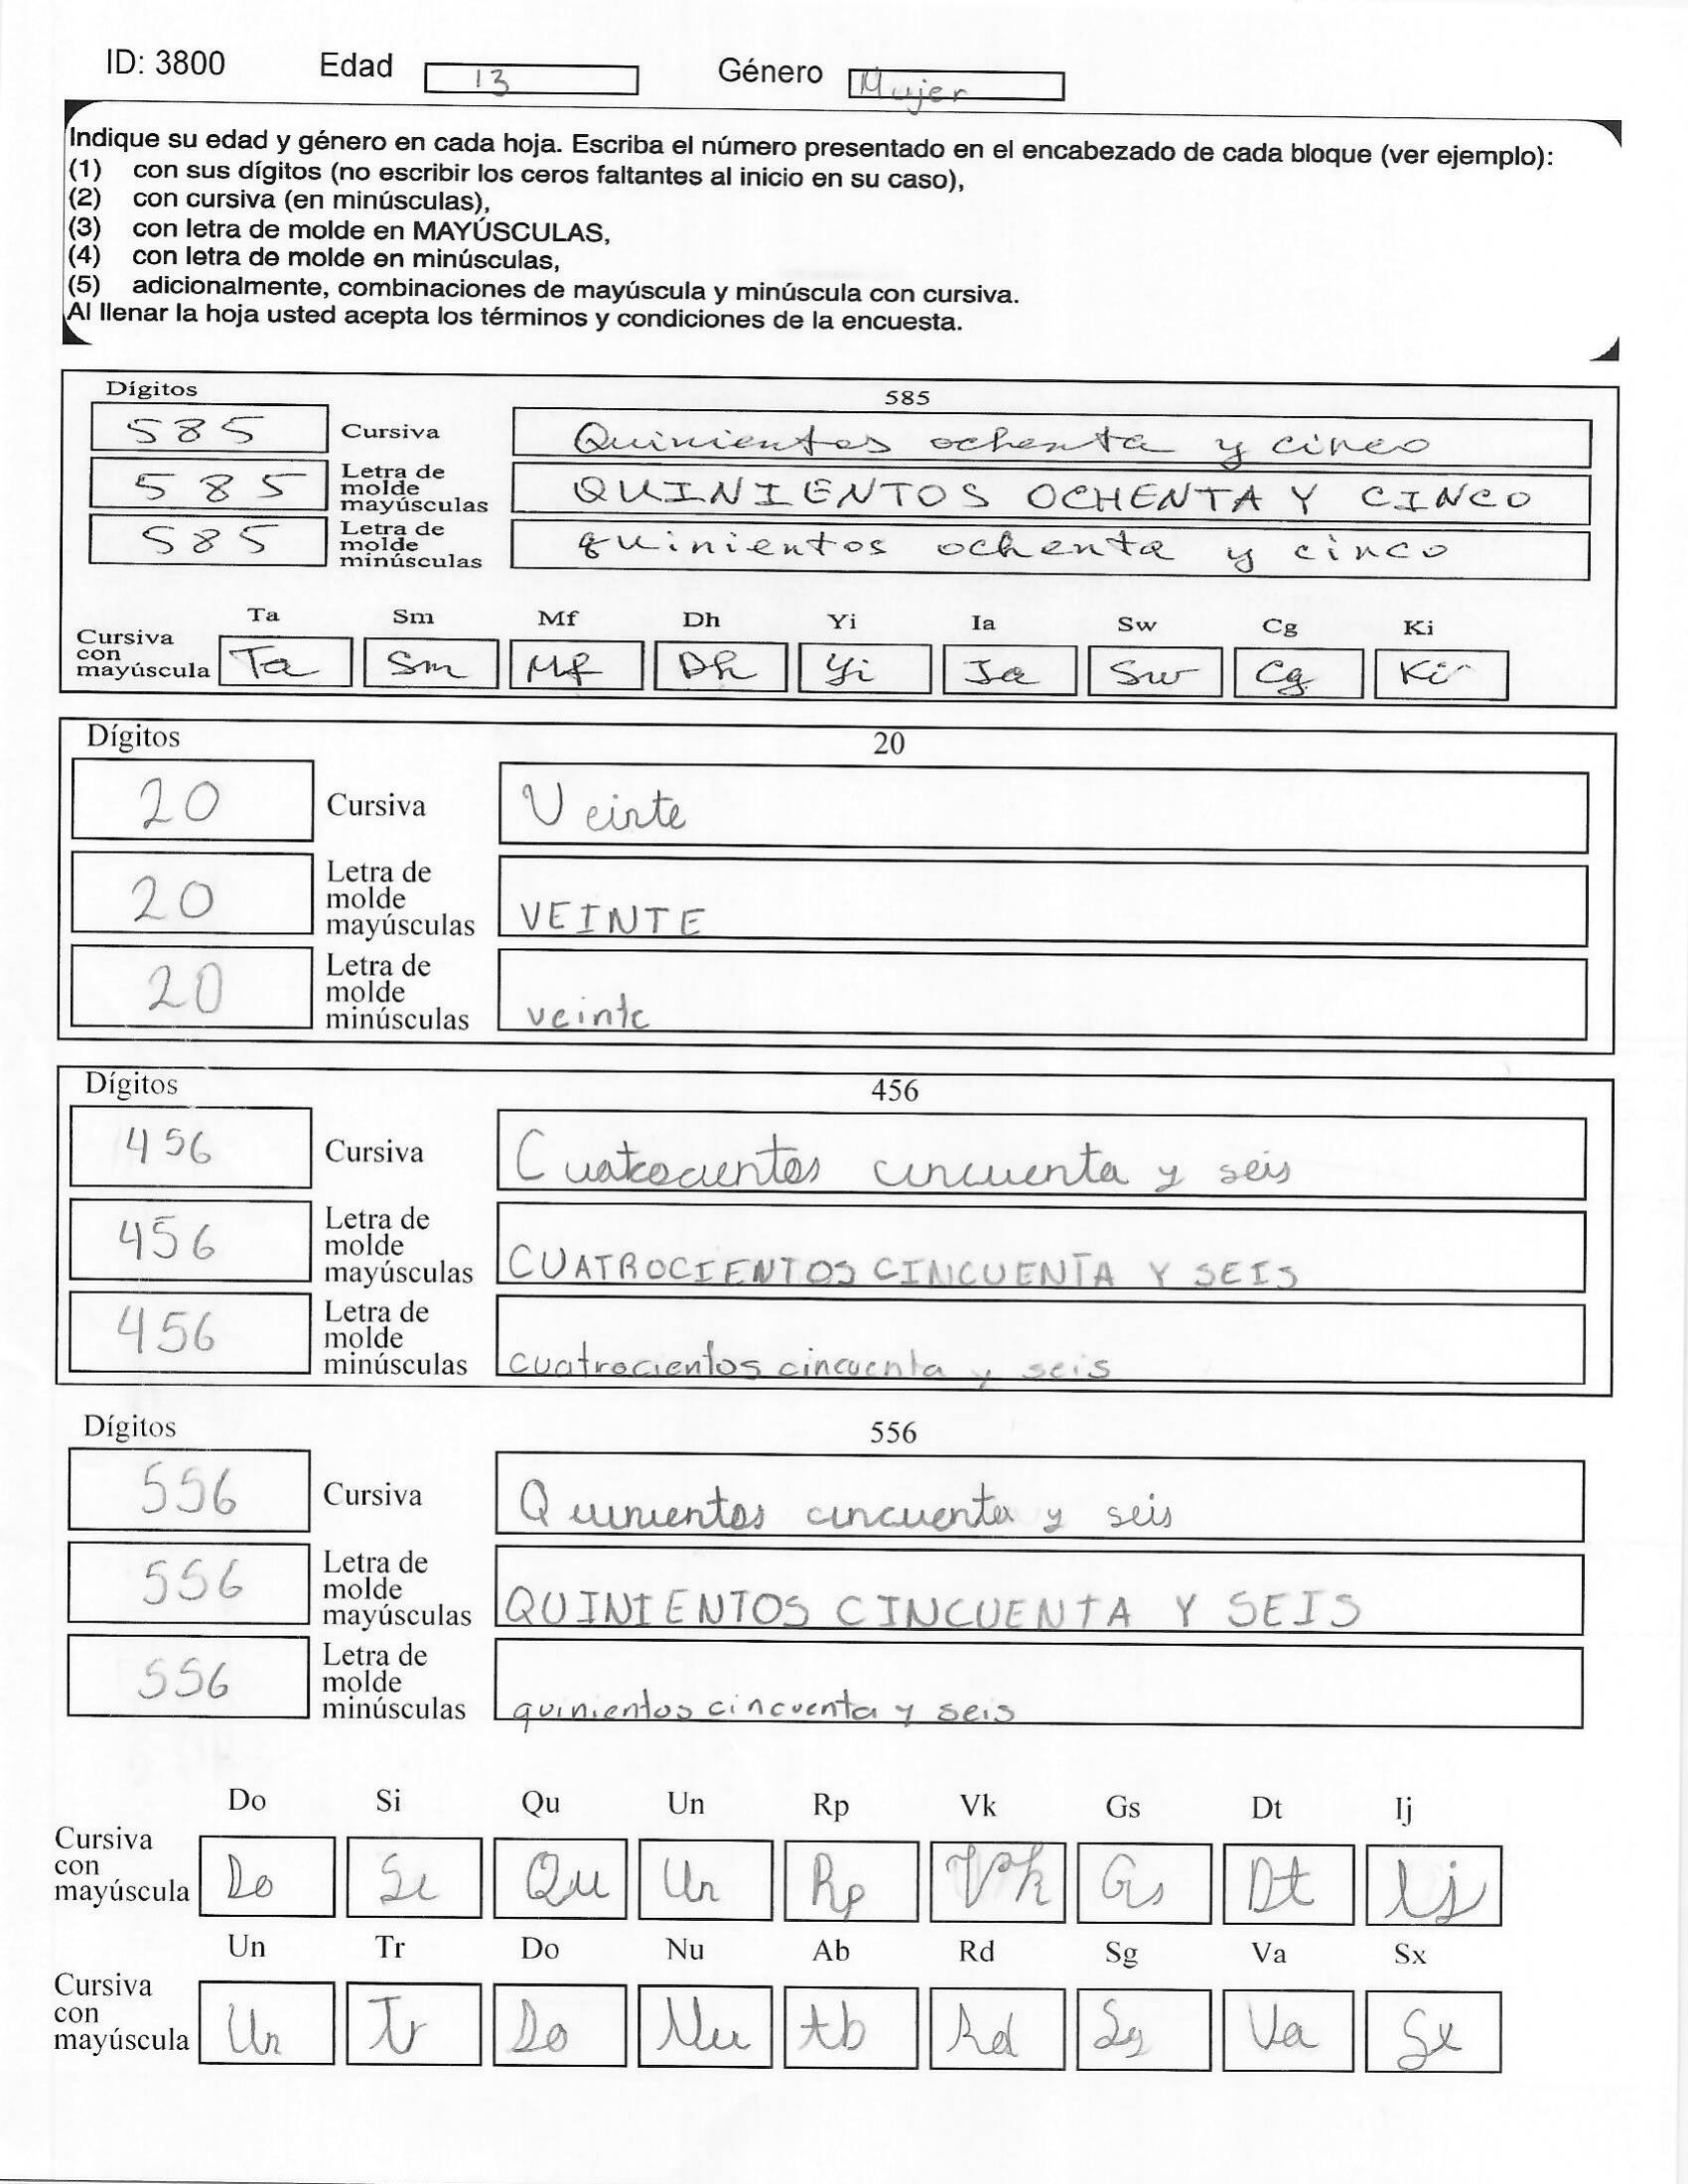 ID: 3800 Edad 13 Género Mujer
Indique su edad y género en cada hoja. Escriba el número presentado en el encabezado de cada bloque (ver ejemplo):
(1) con sus dígitos (no escribir los ceros faltantes al inicio en su caso),
(2) con cursiva (en minúsculas),
(3) con letra de molde en MAYÚSCULAS,
(4) con letra de molde en minúsculas,
(5) adicionalmente, combinaciones de mayúscula y minúscula con cursiva.
Al llenar la hoja usted acepta los términos y condiciones de la encuesta.
Dígitos 585
585 Cursiva Quinientos ochenta y cinco
585 Letra de molde mayúsculas QUINIENTOS OCHENTA Y CINCO
585 Letra de molde minúsculas quinientos ochenta y cinco
Ta Sm Mf Dh Yi Ia Sw Cg Ki
Cursiva con mayúscula Ta Sm Mf Dh Yi Ia Sw Cg Ki
Dígitos 20
20 Cursiva Veinte
20 Letra de molde mayúsculas VEINTE
20 Letra de molde minúsculas veinte
Dígitos 456
456 Cursiva Cuatrocientos cincuenta y seis
456 Letra de molde mayúsculas CUATROCIENTOS CINCUENTA Y SEIS
456 Letra de molde minúsculas cuatrocientos cincuenta y seis
Dígitos 556
556 Cursiva Quinientos cincuenta y seis
556 Letra de molde mayúsculas QUINIENTOS CINCUENTA Y SEIS
556 Letra de molde minúsculas quinientos cincuenta y seis
Do Si Qu Un Rp Vk Gs Dt Ij
Cursiva con mayúscula Do Si Qu Un Rp Vk Gs Dt Ij
Un Tr Do Nu Ab Rd Sg Va Sx
Cursiva con mayúscula Un Tr Do Nu Ab Rd Sg Va Sx